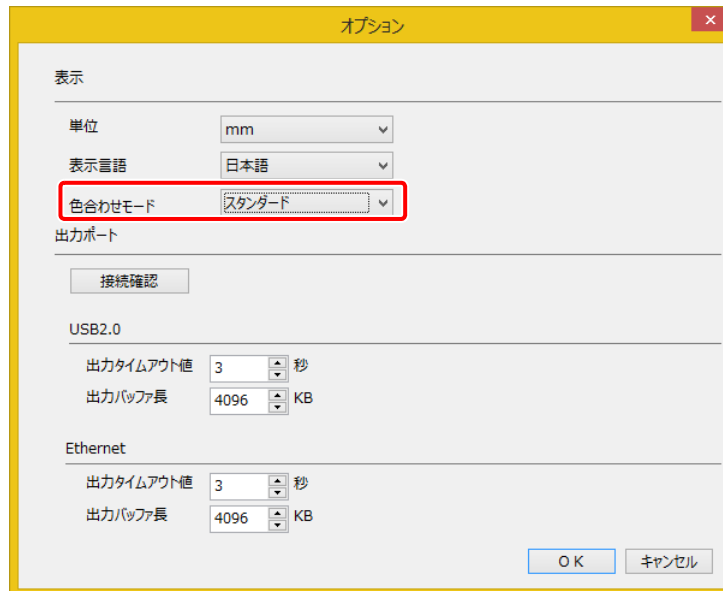 オプション
表示
単位 mm
表示言語 日本語
色合わせモード スタンダード
出力ポート
接続確認
USB2.0
出力タイムアウト値 3 秒
出力バッファ長 4096 KB
Ethernet
出力タイムアウト値 3 秒
出力バッファ長 4096 KB
OK キャンセル